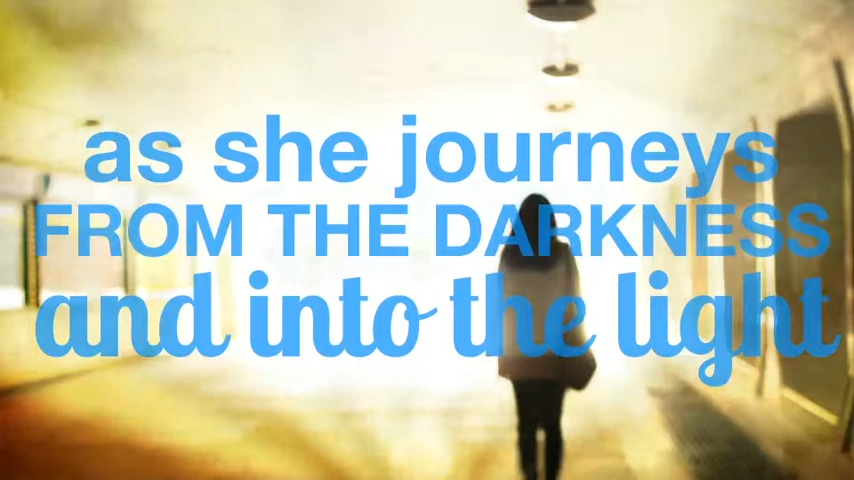 as she journeys
FROM THE DARKNESS
and into the light